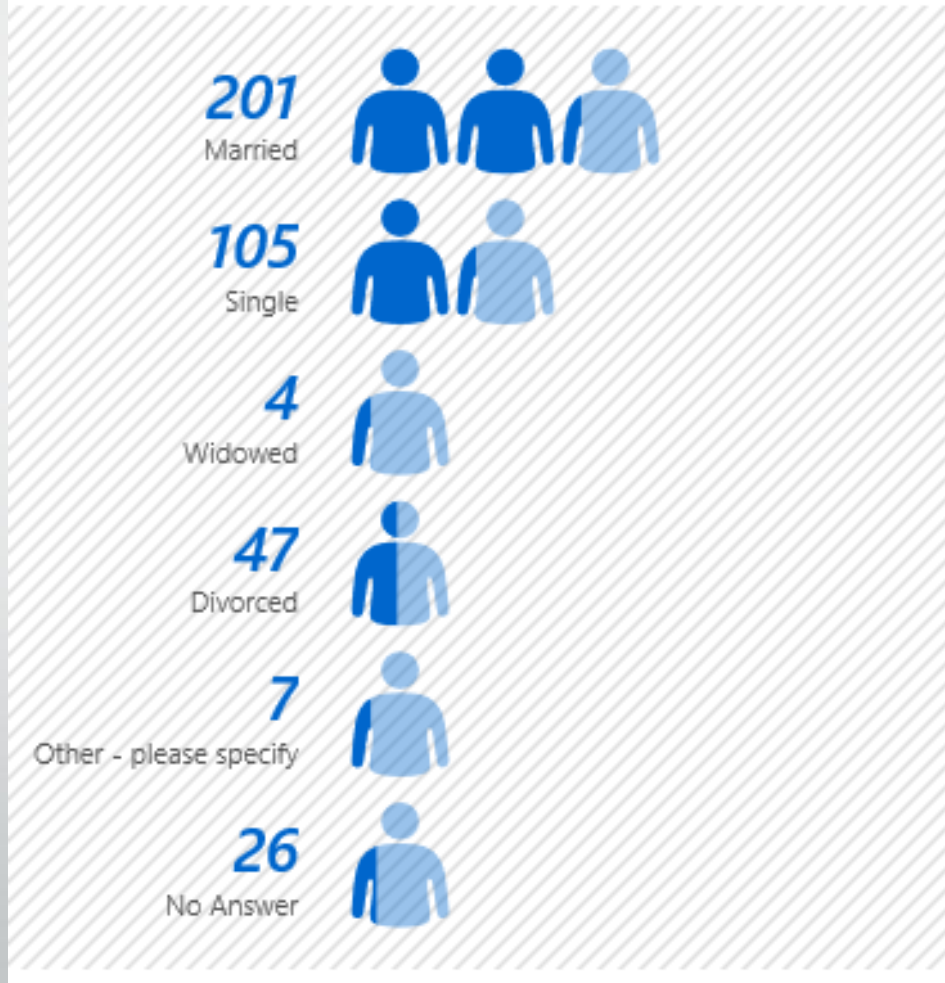 201
Married
105
Single
4
Widowed
47
Divorced
7
Other - please specify
26
No Answer